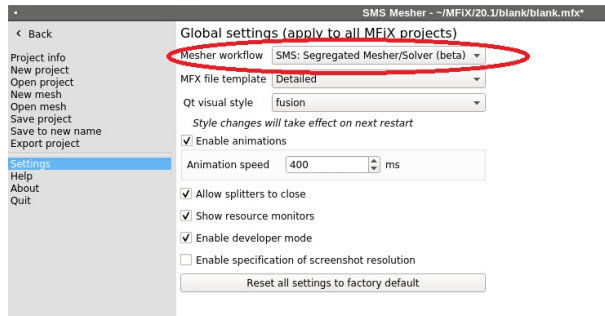 SMS Mesher - ~/MFiX/20.1/blank/blank.mfx*
Back
Project info
New project
Open project
New mesh
Open mesh
Save project
Save to new name
Export project
Settings
Help
About
Quit
Global settings (apply to all MFiX projects)
Mesher workflow SMS: Segregated Mesher/Solver (beta)
MFX file template Detailed
Qt visual style fusion
Style changes will take effect on next restart
Enable animations
Animation speed 400 ms
Allow splitters to close
Show resource monitors
Enable developer mode
Enable specification of screenshot resolution
Reset all settings to factory default